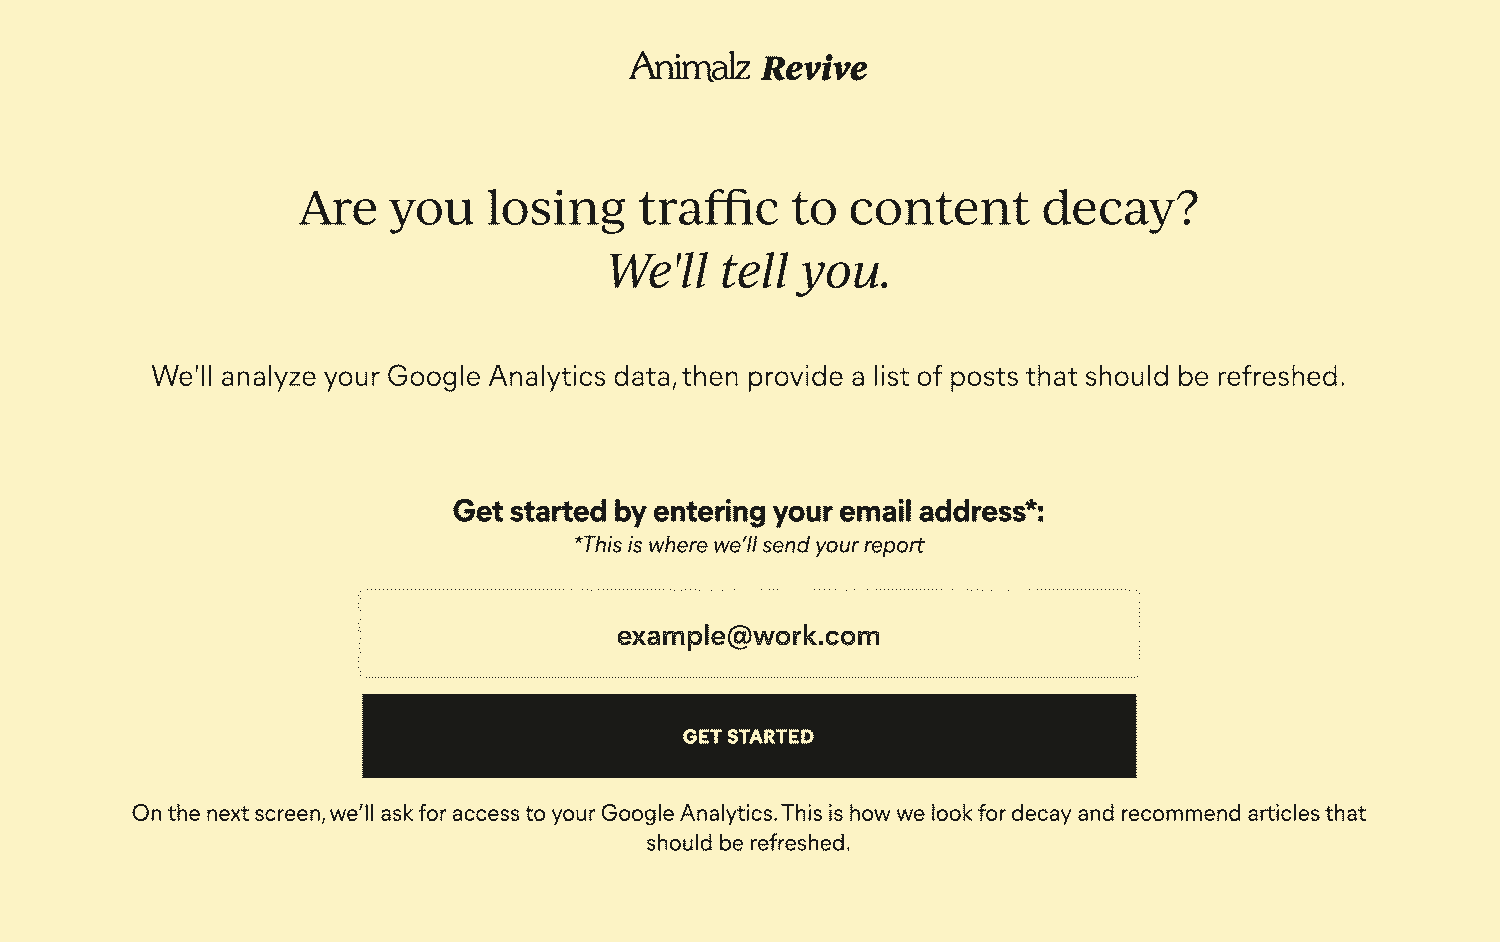 Animalz Revive
Are you losing traffic to content decay?
We'll tell you.
We'll analyze your Google Analytics data, then provide a list of posts that should be refreshed.
Get started by entering your email address*:
*This is where we’ll send your report
example@work.com
GET STARTED
On the next screen, we’ll ask for access to your Google Analytics. This is how we look for decay and recommend articles that
should be refreshed.